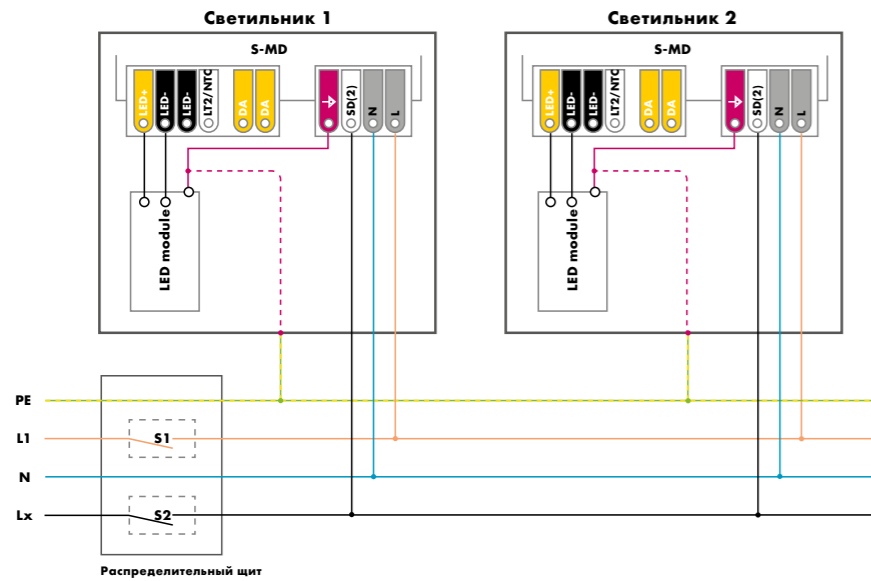 Светильник 1
Светильник 2
S-MD
S-MD
LED+
LED-
LED-
LT2/NTC
DA
DA
SD(2)
N
L
LED+
LED-
LED-
LT2/NTC
DA
DA
SD(2)
N
L
LED module
LED module
PE
L1
S1
N
Lx
S2
Распределительный щит